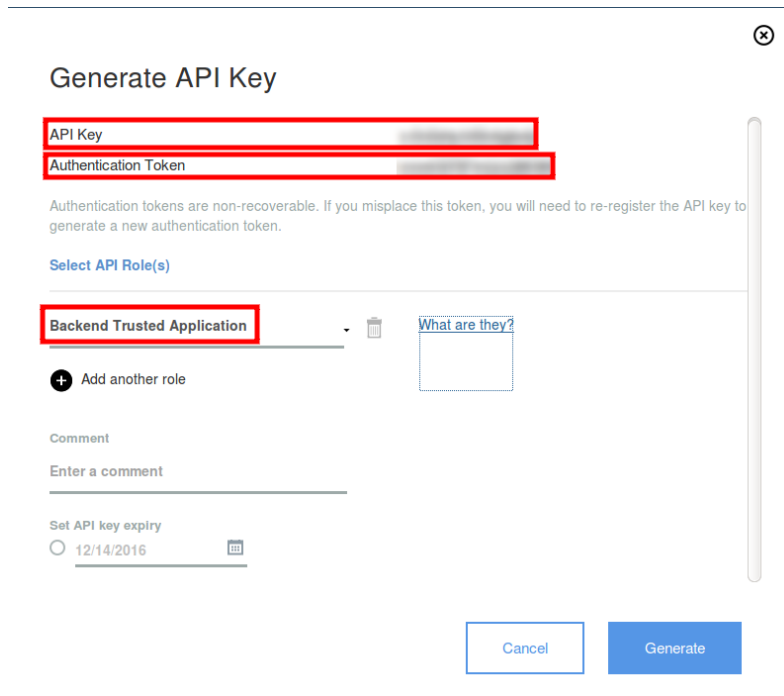 Generate API Key
API Key
Authentication Token
Authentication tokens are non-recoverable. If you misplace this token, you will need to re-register the API key to
generate a new authentication token.
Select API Role(s)
Backend Trusted Application
What are they?
Add another role
Comment
Enter a comment
Set API key expiry
12/14/2016
Cancel
Generate